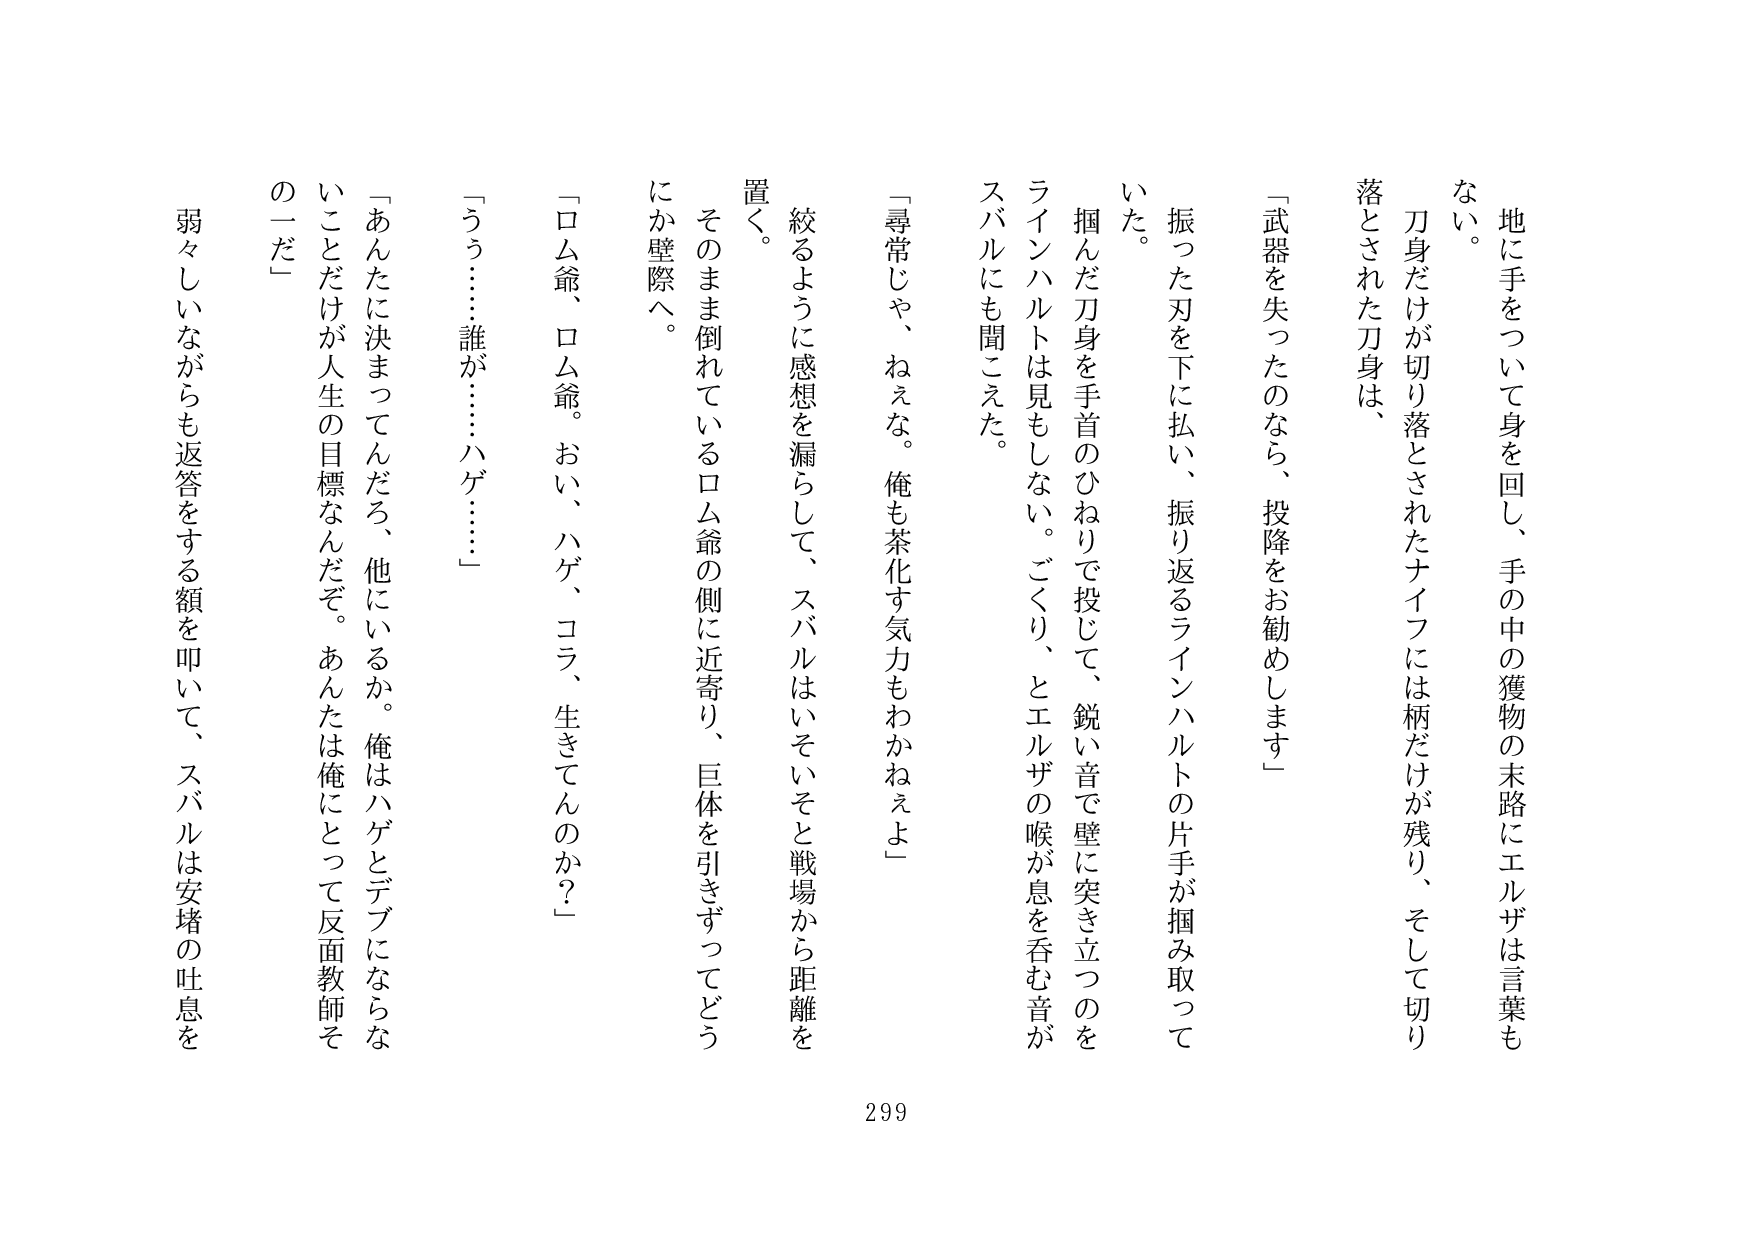 地に手をついて身を回し、手の中の獲物の末路にエルザは言葉も
ない。
　刀身だけが切り落とされたナイフには柄だけが残り、そして切り
落とされた刀身は、
「武器を失ったのなら、投降をお勧めします」
　振った刃を下に払い、振り返るラインハルトの片手が掴み取って
いた。
　掴んだ刀身を手首のひねりで投じて、鋭い音で壁に突き立つのを
ラインハルトは見もしない。ごくり、とエルザの喉が息を呑む音が
スバルにも聞こえた。
「尋常じゃ、ねぇな。俺も茶化す気力もわかねぇよ」
　絞るように感想を漏らして、スバルはいそいそと戦場から距離を
置く。
　そのまま倒れているロム爺の側に近寄り、巨体を引きずってどう
にか壁際へ。
「ロム爺、ロム爺。おい、ハゲ、コラ、生きてんのか？」
「うう……誰が……ハゲ……」
「あんたに決まってんだろ、他にいるか。俺はハゲとデブにならな
いことだけが人生の目標なんだぞ。あんたは俺にとって反面教師そ
の一だ」
　弱々しいながらも返答をする額を叩いて、スバルは安堵の吐息を
299